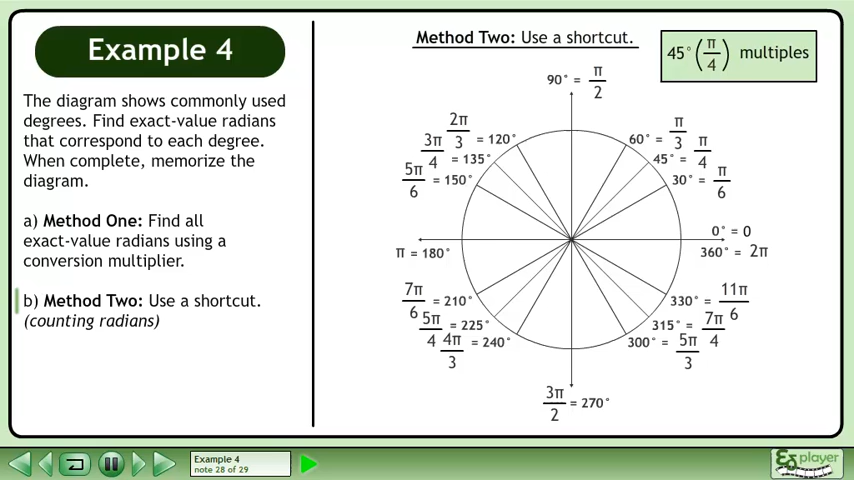 Example 4
The diagram shows commonly used
degrees. Find exact-value radians
that correspond to each degree.
When complete, memorize the
diagram.
a) Method One: Find all
exact-value radians using a
conversion multiplier.
b) Method Two: Use a shortcut.
(counting radians)
Method Two: Use a shortcut.
45° (π/4) multiples
90° = π/2
2π/3 = 120°
3π/4 = 135°
5π/6 = 150°
60° = π/3
45° = π/4
30° = π/6
0° = 0
360° = 2π
π = 180°
7π/6 = 210°
5π/4 = 225°
4π/3 = 240°
330° = 11π/6
315° = 7π/4
300° = 5π/3
3π/2 = 270°
Example 4
note 28 of 29
player